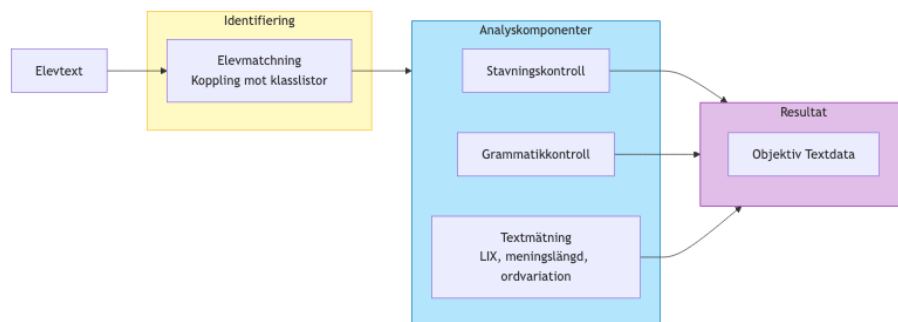 Elevtext
Identifiering
Elevmatchning
Koppling mot klasslistor
Analyskomponenter
Stavningskontroll
Grammatikkontroll
Textmätning
LIX, meningslängd,
ordvariation
Resultat
Objektiv Textdata